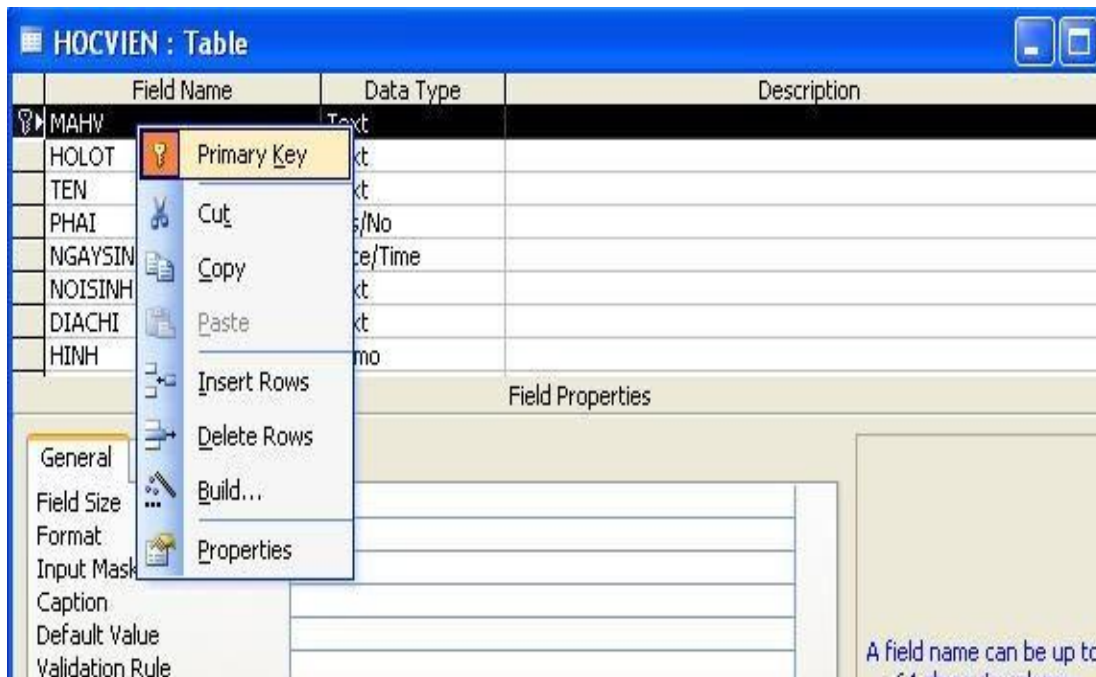 HOCVIEN : Table
Field Name Data Type Description
MAHV Text
HOLOT
TEN
PHAI /No
NGAYSIN /Time
NOISINH
DIACHI
HINH
Primary Key
Cut
Copy
Paste
Insert Rows
Delete Rows
Build...
Properties
Field Properties
General
Field Size
Format
Input Mask
Caption
Default Value
Validation Rule
A field name can be up to